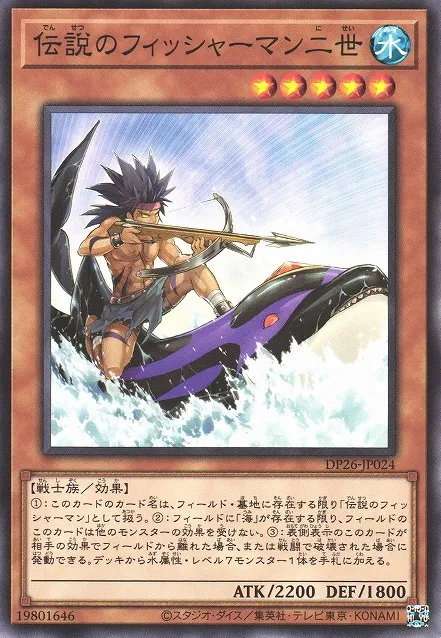 伝説のフィッシャーマン二世
水
DP26-JP024
【戦士族/効果】
①:このカードのカード名は、フィールド・墓地に存在する限り「伝説のフィッシ
ャーマン」として扱う。②:フィールドに「海」が存在する限り、フィールドの
このカードは他のモンスターの効果を受けない。③:表側表示のこのカードが
相手の効果でフィールドから離れた場合、または戦闘で破壊された場合に
発動できる。デッキから水属性・レベル7モンスター1体を手札に加える。
ATK/2200 DEF/1800
19801646 ©スタジオ・ダイス/集英社・テレビ東京・KONAMI